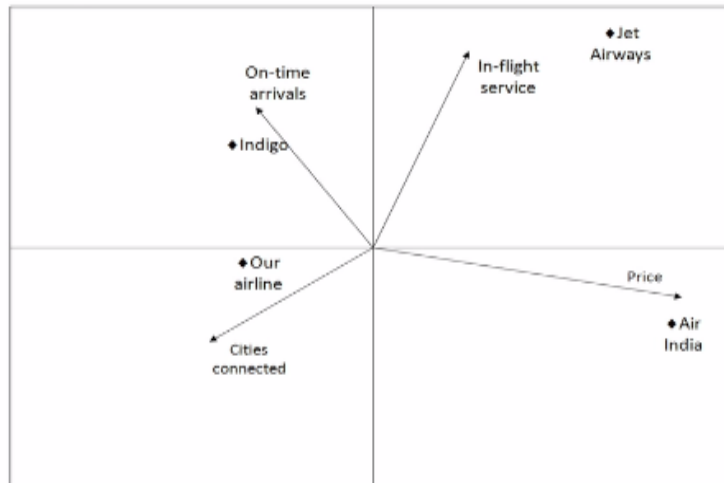 Jet
Airways
In-flight
service
On-time
arrivals
Indigo
Our
airline
Price
Air
India
Cities
connected